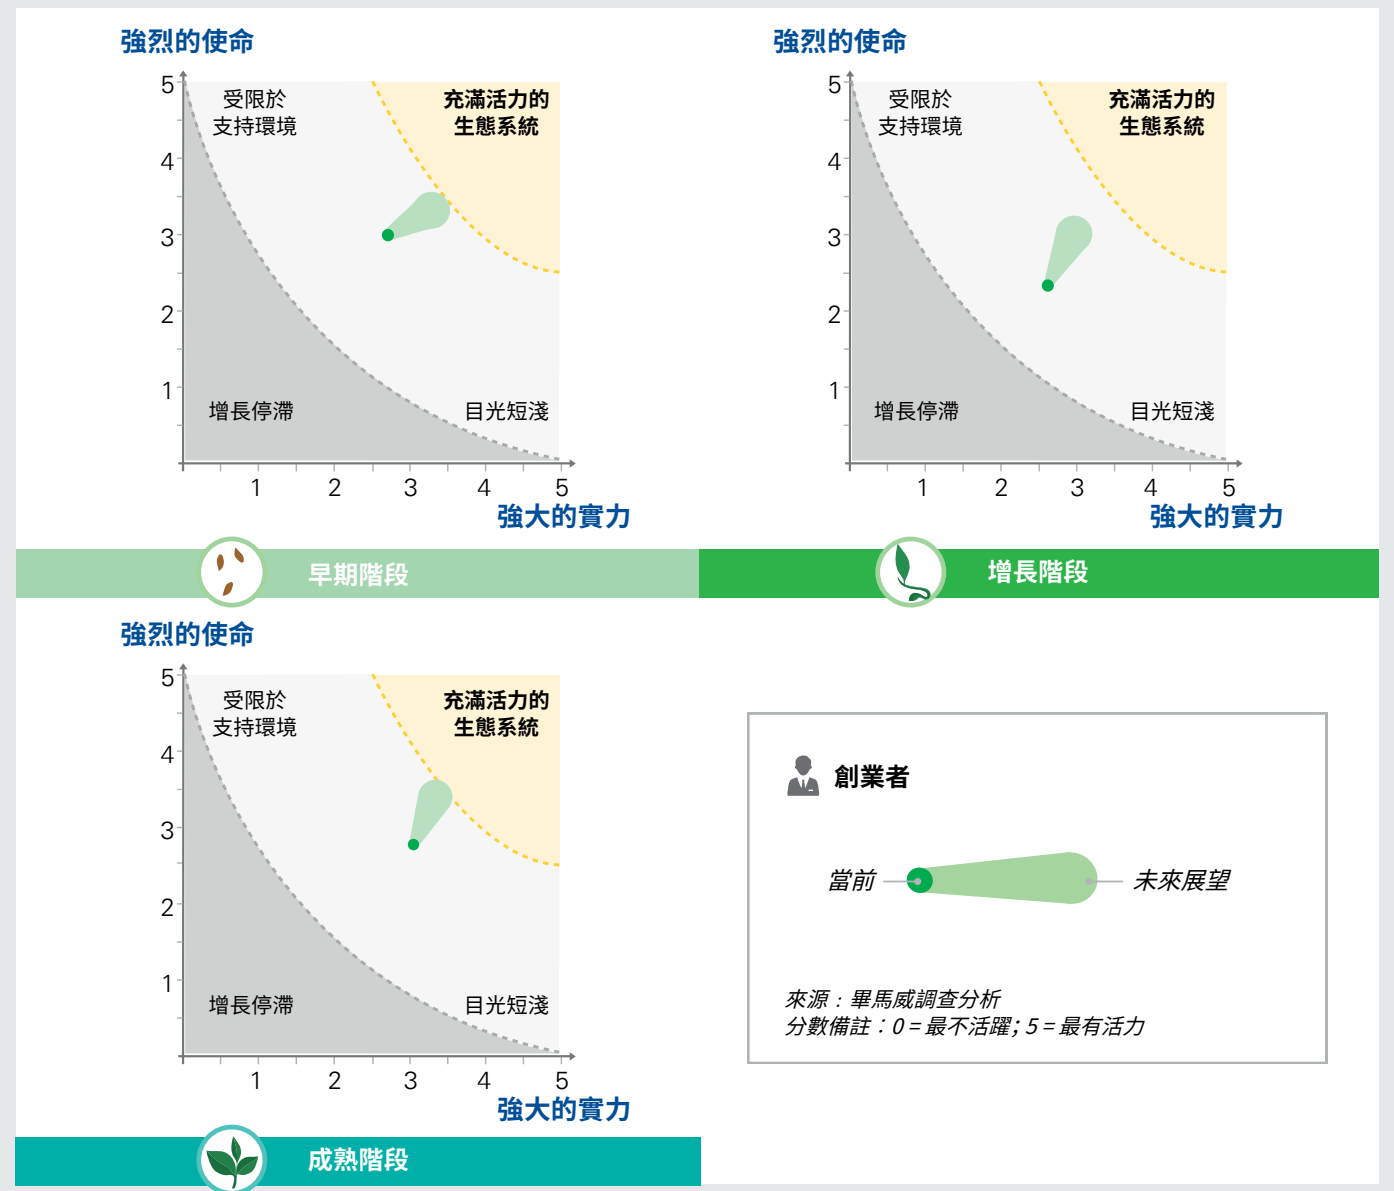 強烈的使命
5
受限於
支持環境
充滿活力的
生態系統
4
3
2
1
增長停滯
目光短淺
1 2 3 4 5
強大的實力
早期階段
強烈的使命
5
受限於
支持環境
充滿活力的
生態系統
4
3
2
1
增長停滯
目光短淺
1 2 3 4 5
強大的實力
增長階段
強烈的使命
5
受限於
支持環境
充滿活力的
生態系統
4
3
2
1
增長停滯
目光短淺
1 2 3 4 5
強大的實力
成熟階段
創業者
當前
未來展望
來源：畢馬威調查分析
分數備註：0 = 最不活躍；5 = 最有活力